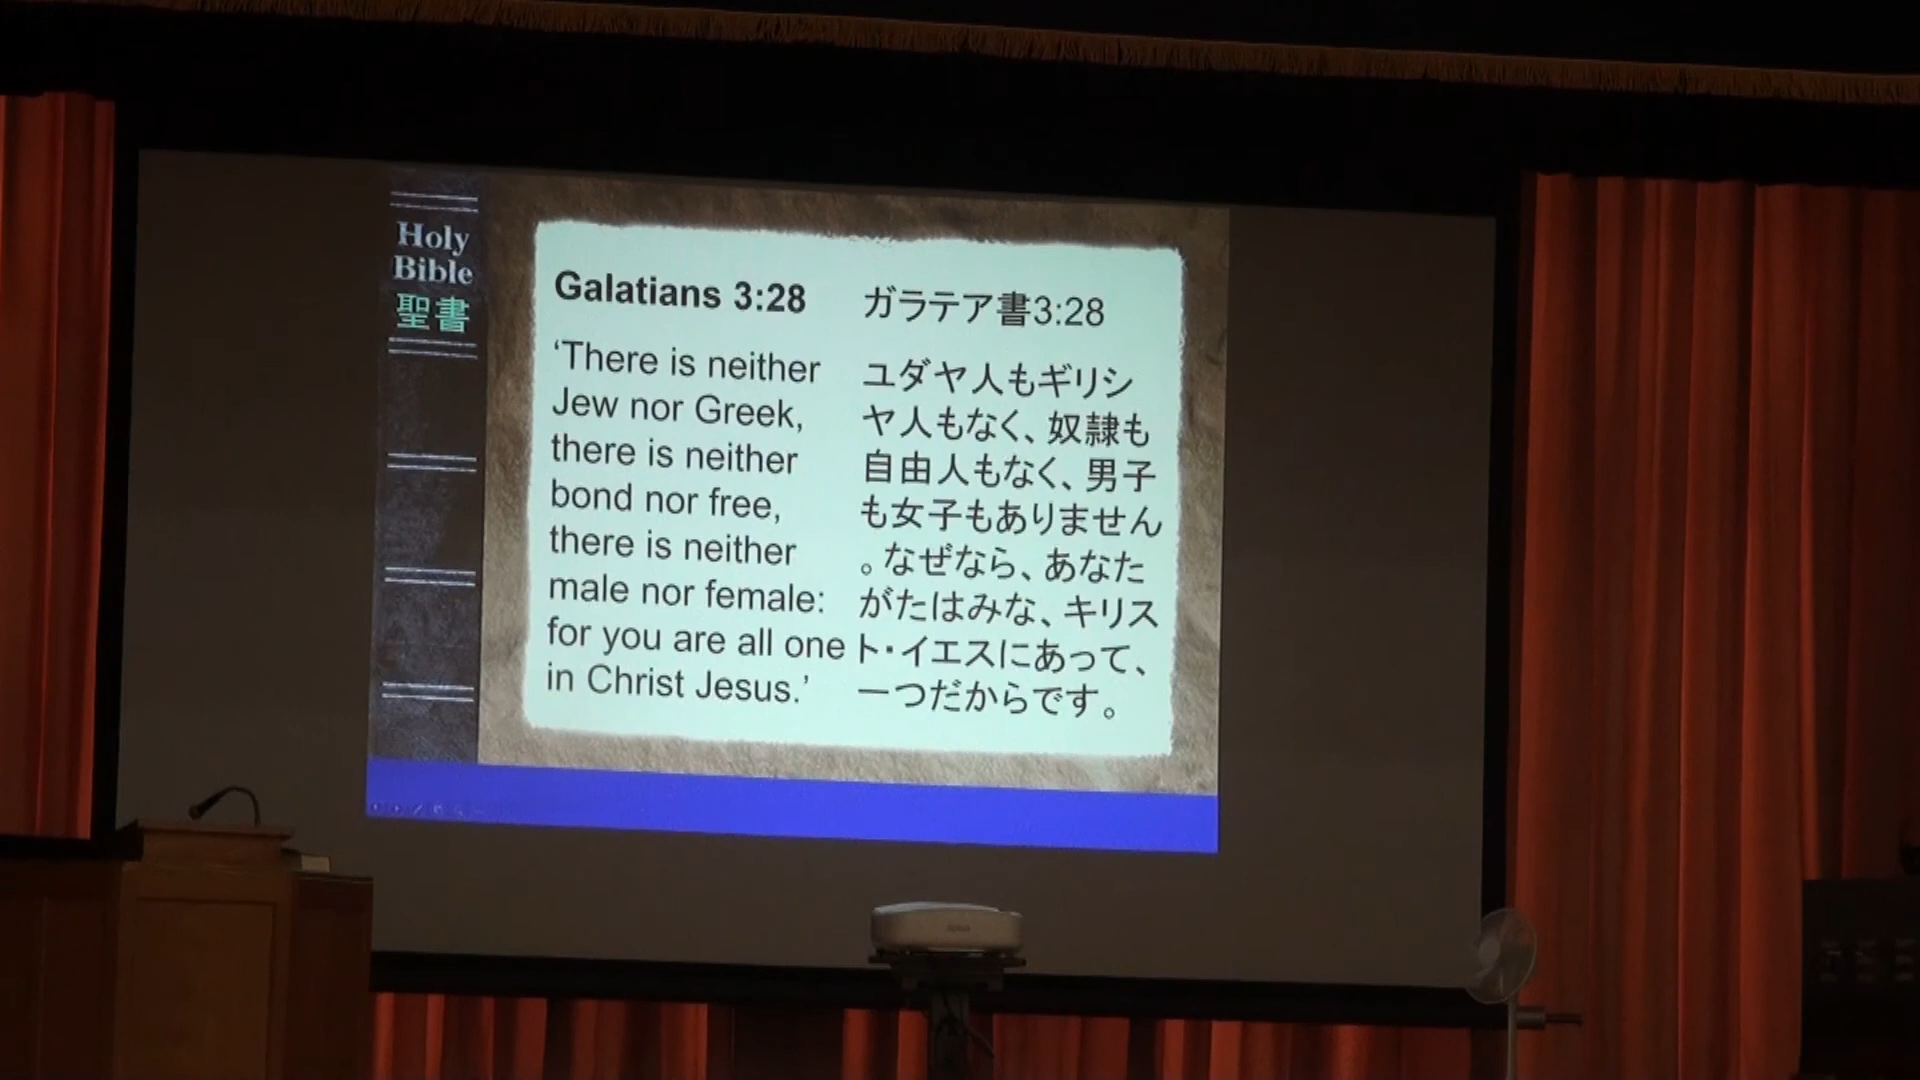 Holy
Bible
聖書
Galatians 3:28
‘There is neither
Jew nor Greek,
there is neither
bond nor free,
there is neither
male nor female:
for you are all one
in Christ Jesus.’
ガラテア書3:28
ユダヤ人もギリシ
ヤ人もなく、奴隷も
自由人もなく、男子
も女子もありません
。なぜなら、あなた
がたはみな、キリス
ト・イエスにあって、
一つだからです。